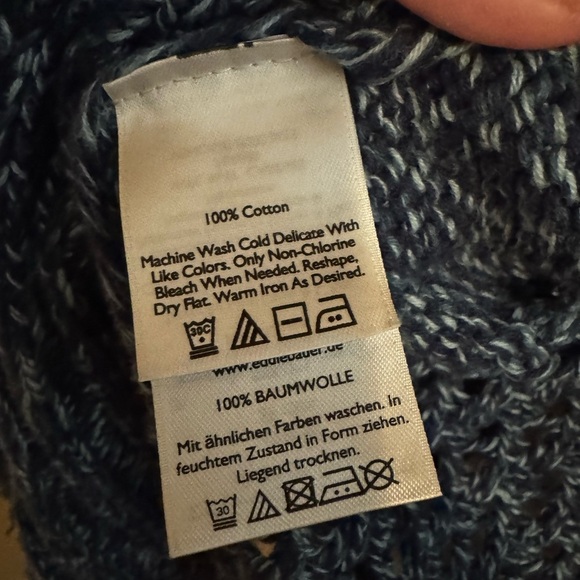 100% Cotton
Machine Wash Cold Delicate With
Like Colors. Only Non-Chlorine
Bleach When Needed. Reshape,
Dry Flat. Warm Iron As Desired.
30C
www.eddiebauer.de
100% BAUMWOLLE
Mit ähnlichen Farben waschen. In
feuchtem Zustand in Form ziehen.
Liegend trocknen.
30